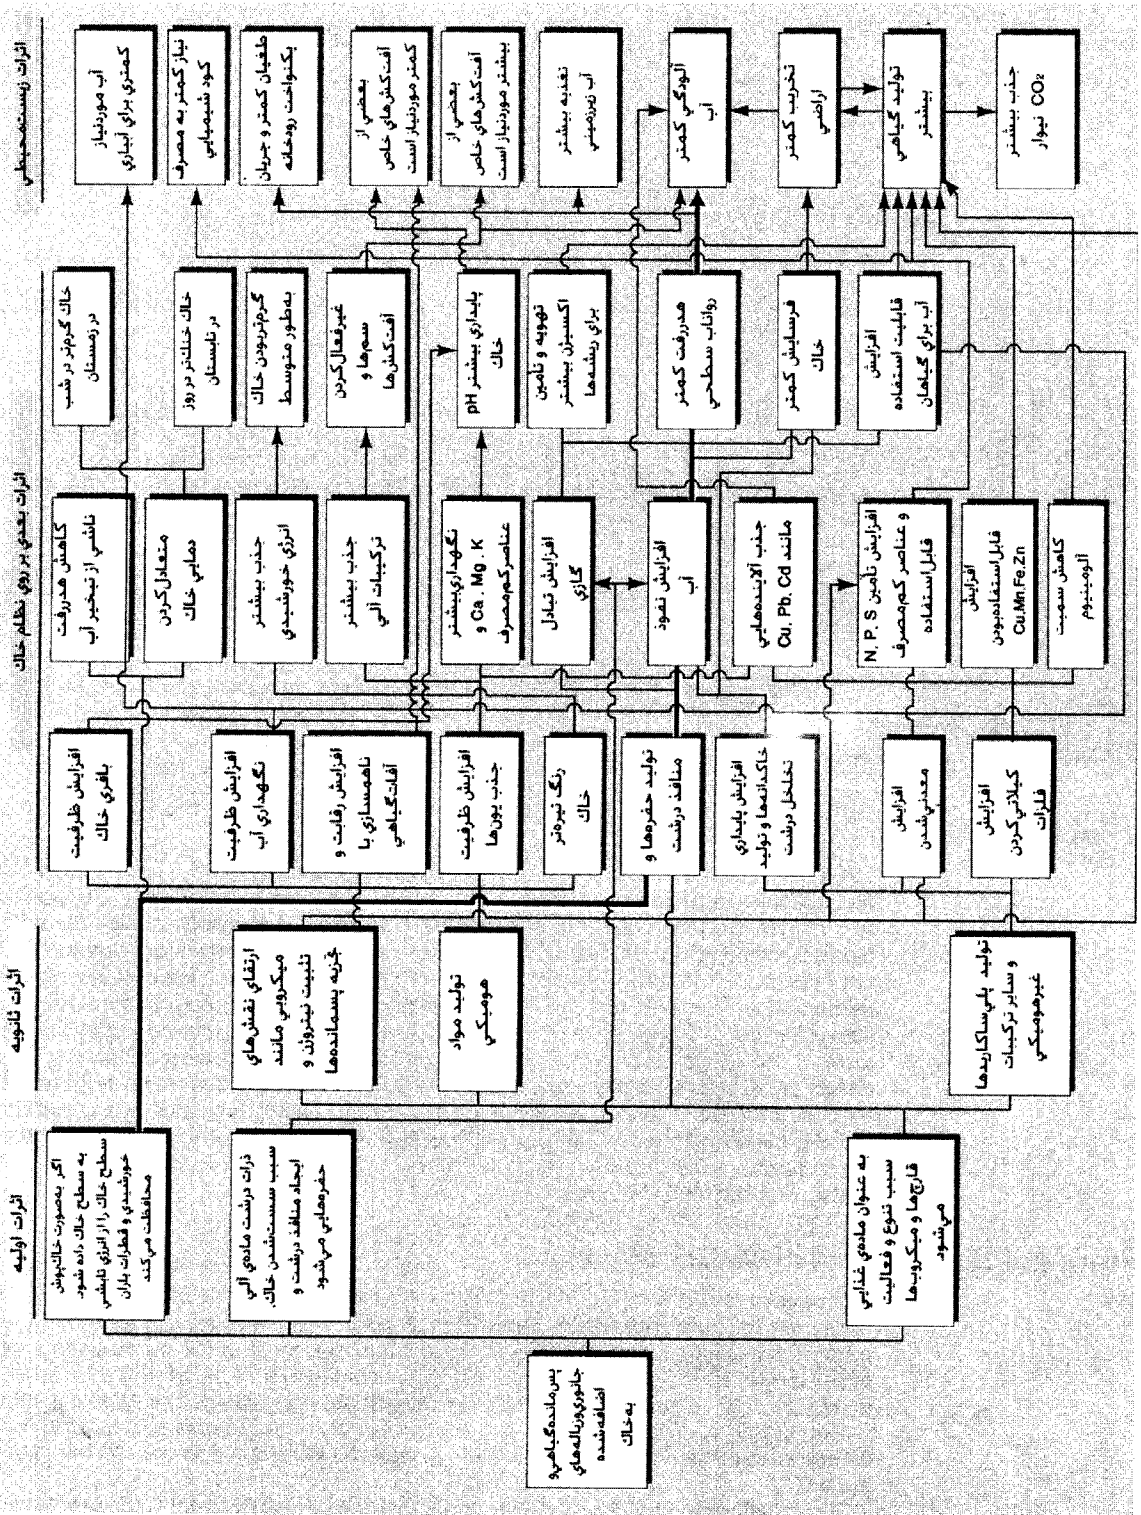 پس‌مانده گیاهی و
جانوری و زباله‌های
اضافه شده
به خاک
اثرات اولیه
اگر به‌صورت خاک‌پوش
به سطح خاک داده شود
سطح خاک را از انرژی تابشی
خورشیدی و قطرات باران
محافظت می‌کند
ذرات درشت ماده‌ی آلی
سبب سست‌شدن خاک،
ایجاد منافذ درشت و
حفره‌هایی می‌شود
به عنوان ماده‌ی غذایی
سبب تنوع و فعالیت
قارچ‌ها و میکروب‌ها
می‌شود
اثرات ثانویه
ارتقای نقش‌های
میکروبی مانند
تثبیت نیتروژن و
تجزیه پسمانده‌ها
تولید مواد
هومیکی
تولید پلی‌ساکاریدها
و سایر ترکیبات
غیرهومیکی
اثرات بعدی بر روی نظام خاک
افزایش ظرفیت
بافری خاک
افزایش ظرفیت
نگهداری آب
افزایش رقابت و
ناهمسازی با
آفات گیاهی
افزایش ظرفیت
جذب یون‌ها
رنگ تیره‌تر
خاک
تولید حفره‌ها و
منافذ درشت
افزایش پایداری
خاکدانه‌ها و تولید
تخلخل درشت
افزایش
معدنی‌شدن
افزایش
کیلاتی‌کردن
فلزات
کاهش هدررفت
ناشی از تبخیر آب
متعادل‌کردن
دمایی خاک
جذب بیشتر
انرژی خورشیدی
جذب بیشتر
ترکیبات آلی
نگهداری بیشتر
Ca . Mg . K و
عناصر کم‌مصرف
افزایش تبادل
گازی
افزایش نفوذ
آب
جذب آلاینده‌هایی
مانند Cu. Pb. Cd
افزایش تامین N. P. S
و عناصر کم‌مصرف
قابل‌استفاده
افزایش
قابل‌استفاده‌بودن
Cu.Mn.Fe.Zn
کاهش سمیت
آلومینیوم
خاک گرم‌تر در شب
در زمستان
خاک خنک‌تر در روز
در تابستان
گرم‌تربودن خاک
به‌طور متوسط
غیرفعال‌کردن
سم‌ها و
آفت‌کش‌ها
پایداری بیشتر pH
خاک
تهویه و تامین
اکسیژن بیشتر
برای ریشه‌ها
هدررفت کمتر
رواناب سطحی
فرسایش کمتر
خاک
افزایش
قابلیت استفاده
آب برای گیاهان
اثرات زیست‌محیطی
آب موردنیاز
کمتری برای آبیاری
نیاز کمتر به مصرف
کود شیمیایی
طغیان کمتر و جریان
یکنواخت رودخانه
بعضی از
آفت‌کش‌های خاص
کمتر موردنیاز است
بعضی از
آفت‌کش‌های خاص
بیشتر موردنیاز است
تغذیه بیشتر
آب زیرزمینی
آلودگی کمتر
آب
تخریب کمتر
اراضی
تولید گیاهی
بیشتر
جذب بیشتر
CO₂ نیوار